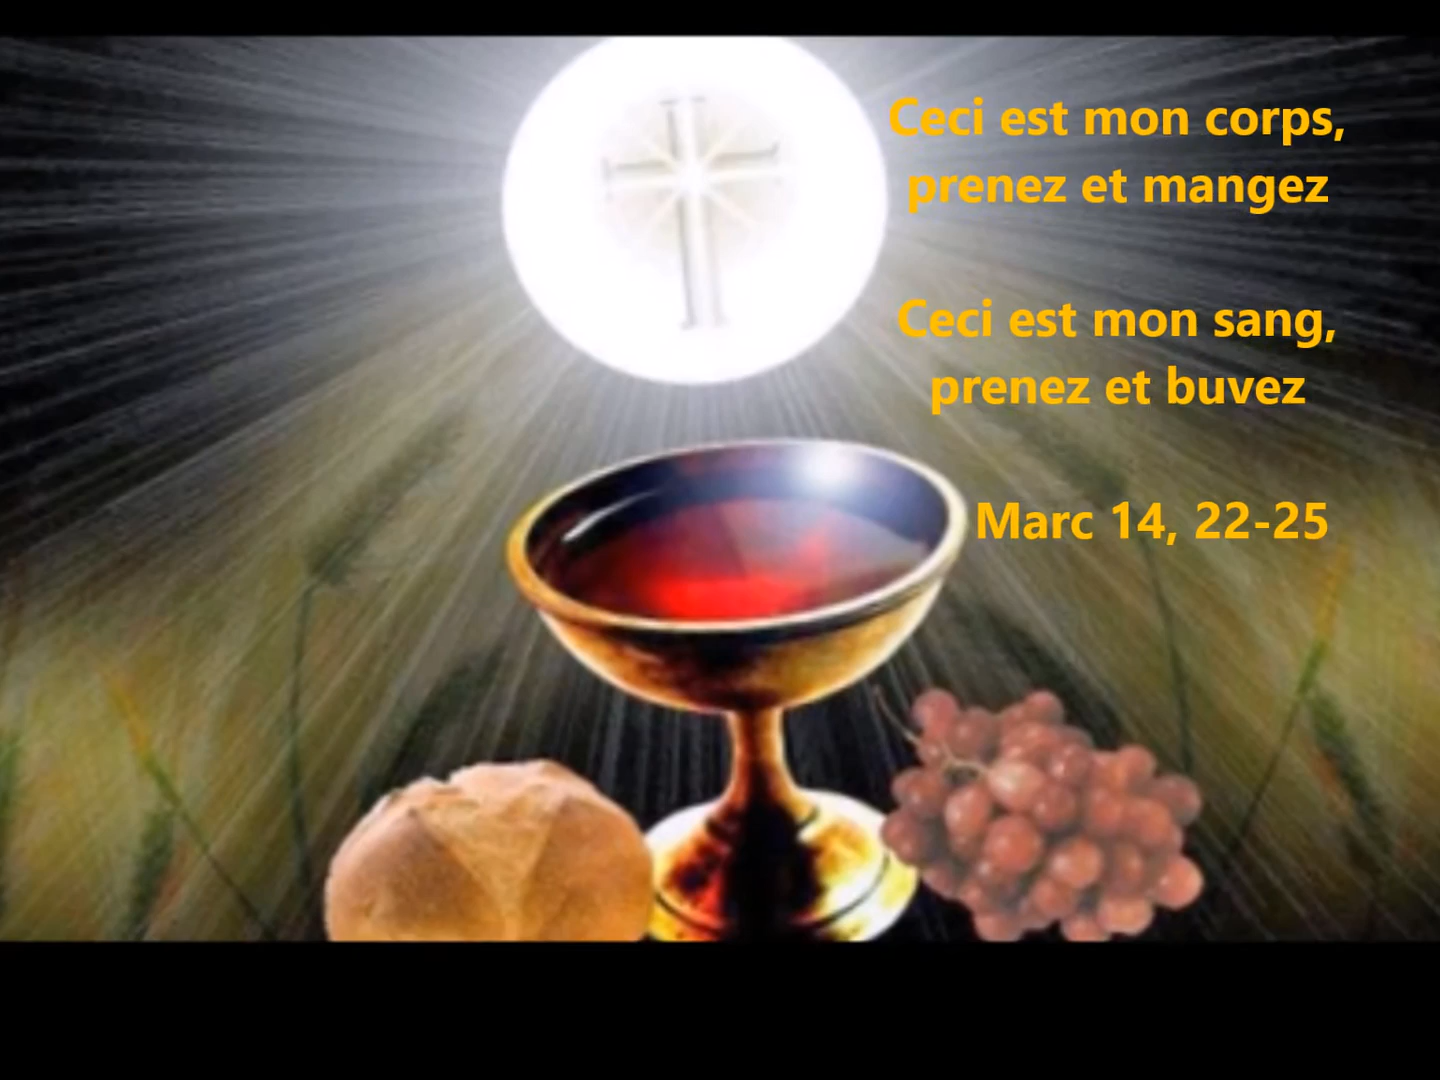 Ceci est mon corps,
prenez et mangez
Ceci est mon sang,
prenez et buvez
Marc 14, 22-25